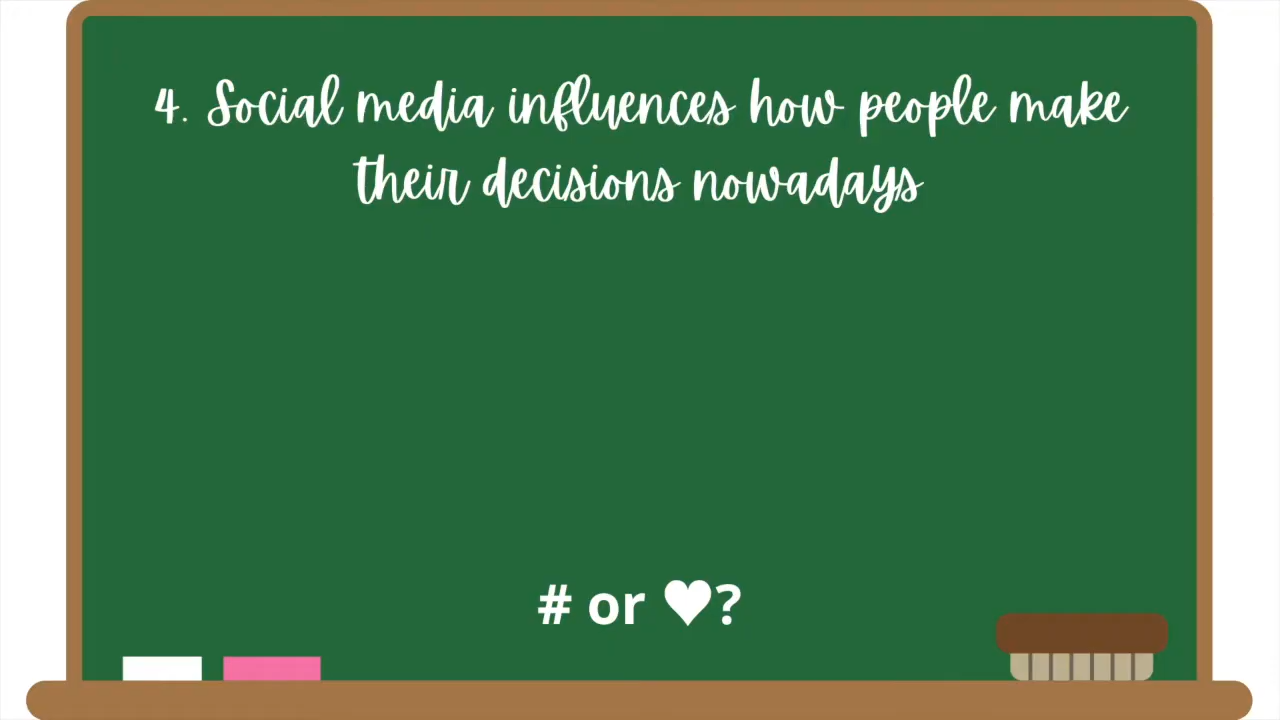 4. Social media influences how people make
their decisions nowadays
# or ♥?